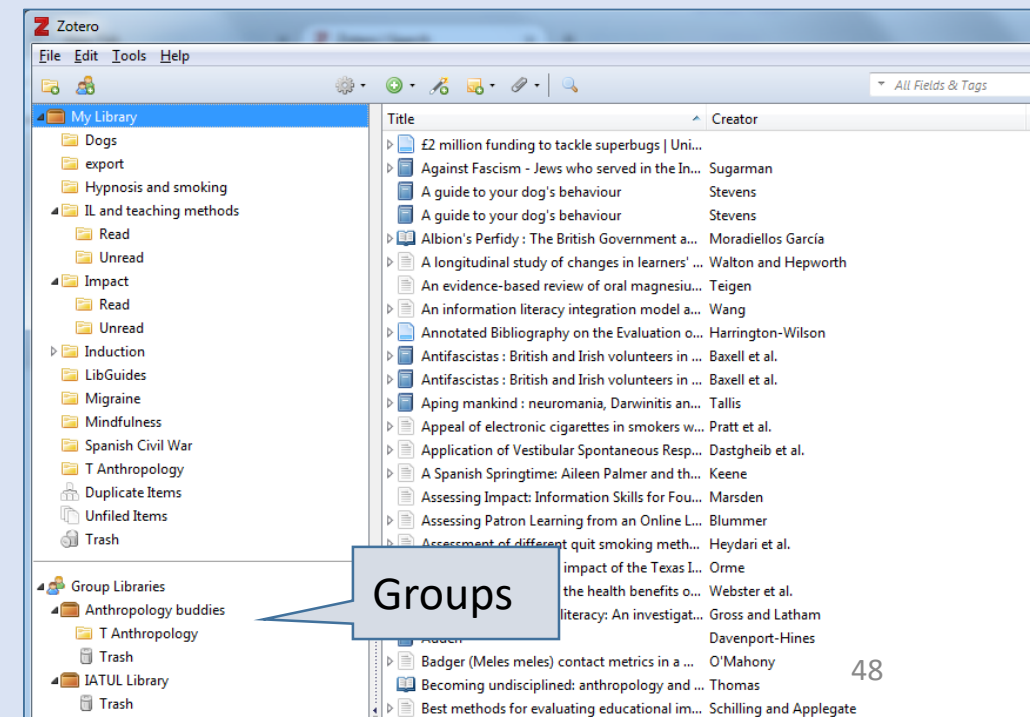 Zotero
File Edit Tools Help
All Fields & Tags
My Library
Dogs
export
Hypnosis and smoking
IL and teaching methods
Read
Unread
Impact
Read
Unread
Induction
LibGuides
Migraine
Mindfulness
Spanish Civil War
T Anthropology
Duplicate Items
Unfiled Items
Trash
Group Libraries
Anthropology buddies
T Anthropology
Trash
IATUL Library
Trash
Title Creator
£2 million funding to tackle superbugs | Uni...
Against Fascism - Jews who served in the In... Sugarman
A guide to your dog's behaviour Stevens
A guide to your dog's behaviour Stevens
Albion's Perfidy : The British Government a... Moradiellos García
A longitudinal study of changes in learners' ... Walton and Hepworth
An evidence-based review of oral magnesiu... Teigen
An information literacy integration model a... Wang
Annotated Bibliography on the Evaluation o... Harrington-Wilson
Antifascistas : British and Irish volunteers in ... Baxell et al.
Antifascistas : British and Irish volunteers in ... Baxell et al.
Aping mankind : neuromania, Darwinitis an... Tallis
Appeal of electronic cigarettes in smokers w... Pratt et al.
Application of Vestibular Spontaneous Resp... Dastgheib et al.
A Spanish Springtime: Aileen Palmer and th... Keene
Assessing Impact: Information Skills for Fou... Marsden
Assessing Patron Learning from an Online L... Blummer
Assessment of different quit smoking meth... Heydari et al.
impact of the Texas I... Orme
the health benefits o... Webster et al.
literacy: An investigat... Gross and Latham
Davenport-Hines
Badger (Meles meles) contact metrics in a ... O'Mahony
Becoming undisciplined: anthropology and ... Thomas
Best methods for evaluating educational im... Schilling and Applegate
Groups
48